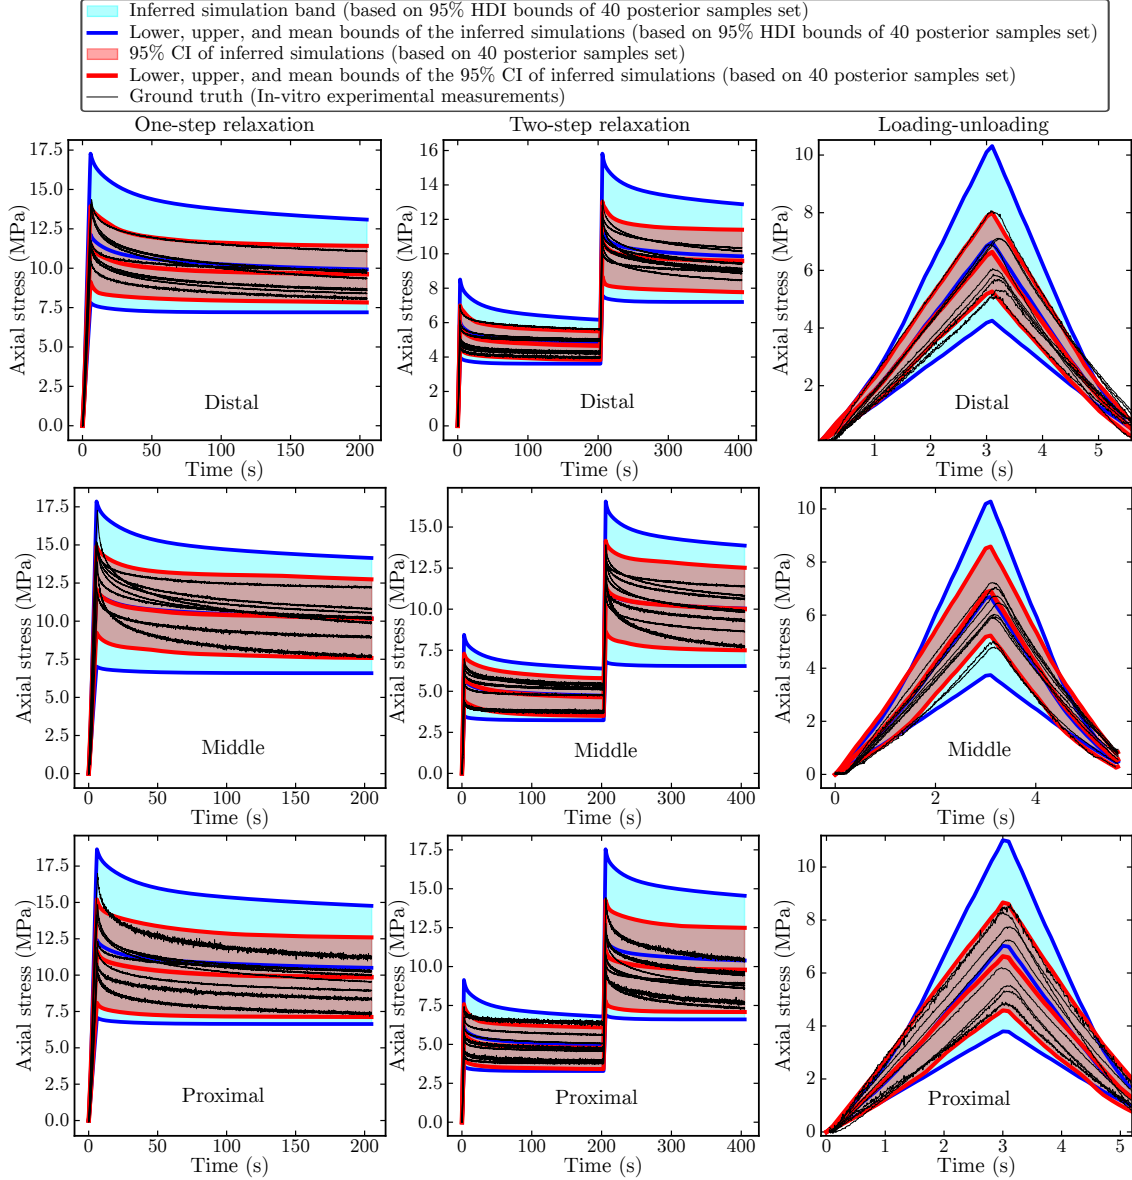 Inferred simulation band (based on 95% HDI bounds of 40 posterior samples set)
Lower, upper, and mean bounds of the inferred simulations (based on 95% HDI bounds of 40 posterior samples set)
95% CI of inferred simulations (based on 40 posterior samples set)
Lower, upper, and mean bounds of the 95% CI of inferred simulations (based on 40 posterior samples set)
Ground truth (In-vitro experimental measurements)
One-step relaxation
Two-step relaxation
Loading-unloading
Axial stress (MPa)
17.5
15.0
12.5
10.0
7.5
5.0
2.5
0.0
Distal
0 50 100 150 200
Time (s)
Axial stress (MPa)
16
14
12
10
8
6
4
2
0
Distal
0 100 200 300 400
Time (s)
Axial stress (MPa)
10
8
6
4
2
Distal
1 2 3 4 5
Time (s)
Axial stress (MPa)
17.5
15.0
12.5
10.0
7.5
5.0
2.5
0.0
Middle
0 50 100 150 200
Time (s)
Axial stress (MPa)
15.0
12.5
10.0
7.5
5.0
2.5
0.0
Middle
0 100 200 300 400
Time (s)
Axial stress (MPa)
10
8
6
4
2
0
Middle
0 2 4
Time (s)
Axial stress (MPa)
17.5
15.0
12.5
10.0
7.5
5.0
2.5
0.0
Proximal
0 50 100 150 200
Time (s)
Axial stress (MPa)
17.5
15.0
12.5
10.0
7.5
5.0
2.5
0.0
Proximal
0 100 200 300 400
Time (s)
Axial stress (MPa)
10
8
6
4
2
0
Proximal
0 1 2 3 4 5
Time (s)